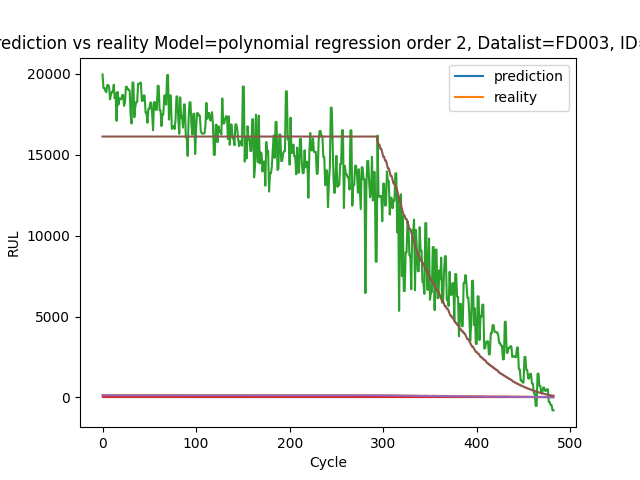 rediction vs reality Model=polynomial regression order 2, Datalist=FD003, ID=
20000
15000
10000
5000
0
RUL
prediction
reality
0 100 200 300 400 500
Cycle